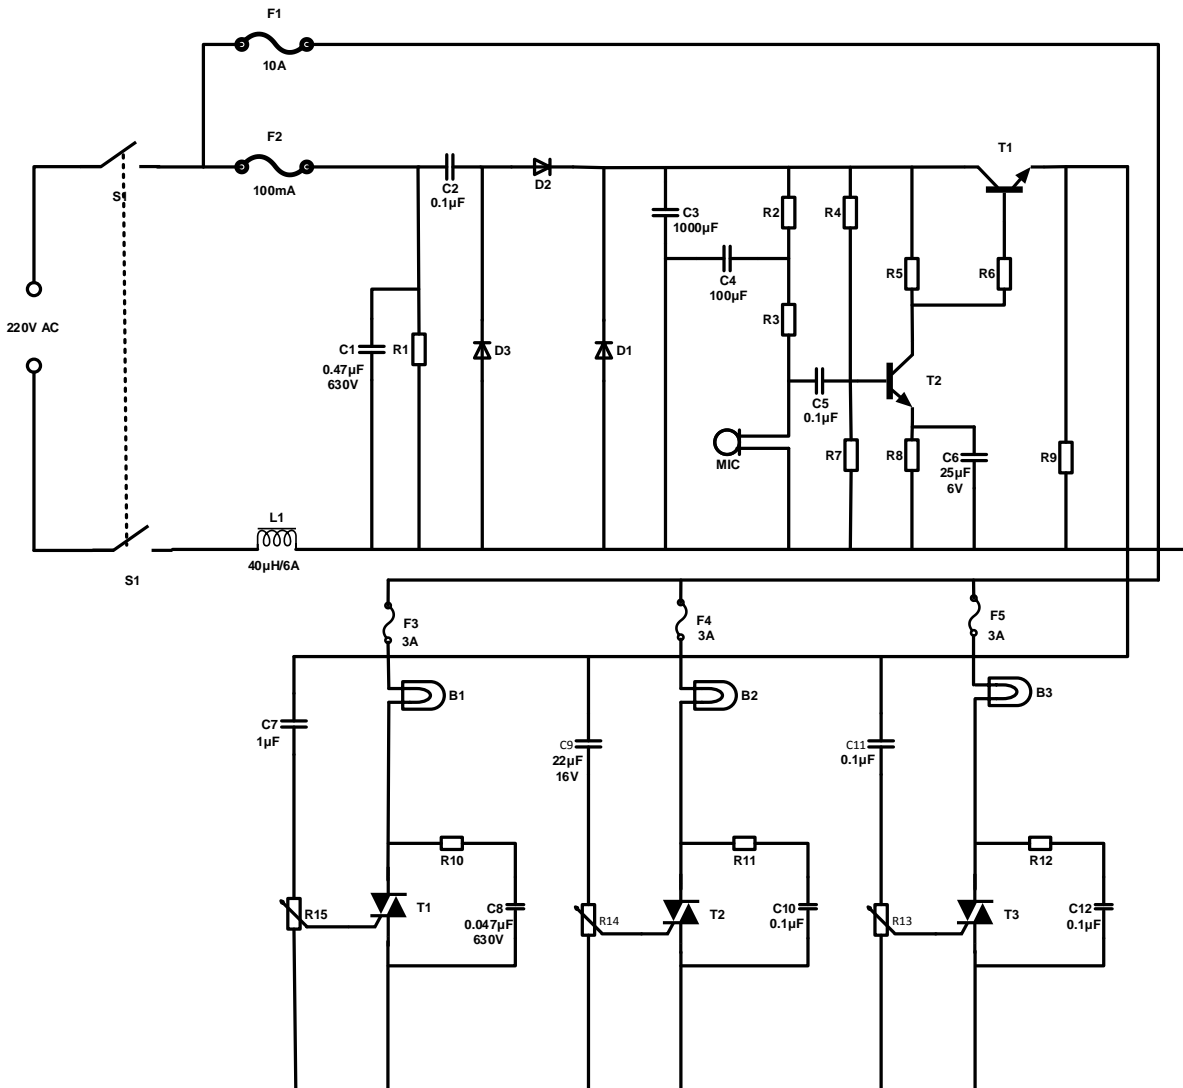 F1
10A
F2
100mA
S1
220V AC
S1
L1
40µH/6A
C1
0.47µF
630V
R1
C2
0.1µF
D3
D2
D1
C3
1000µF
C4
100µF
R2
R3
R4
MIC
C5
0.1µF
R7
R5
R6
T1
T2
R8
C6
25µF
6V
R9
F3
3A
F4
3A
F5
3A
B1
B2
B3
C7
1µF
C9
22µF
16V
C11
0.1µF
R10
R11
R12
R15
T1
C8
0.047µF
630V
R14
T2
C10
0.1µF
R13
T3
C12
0.1µF